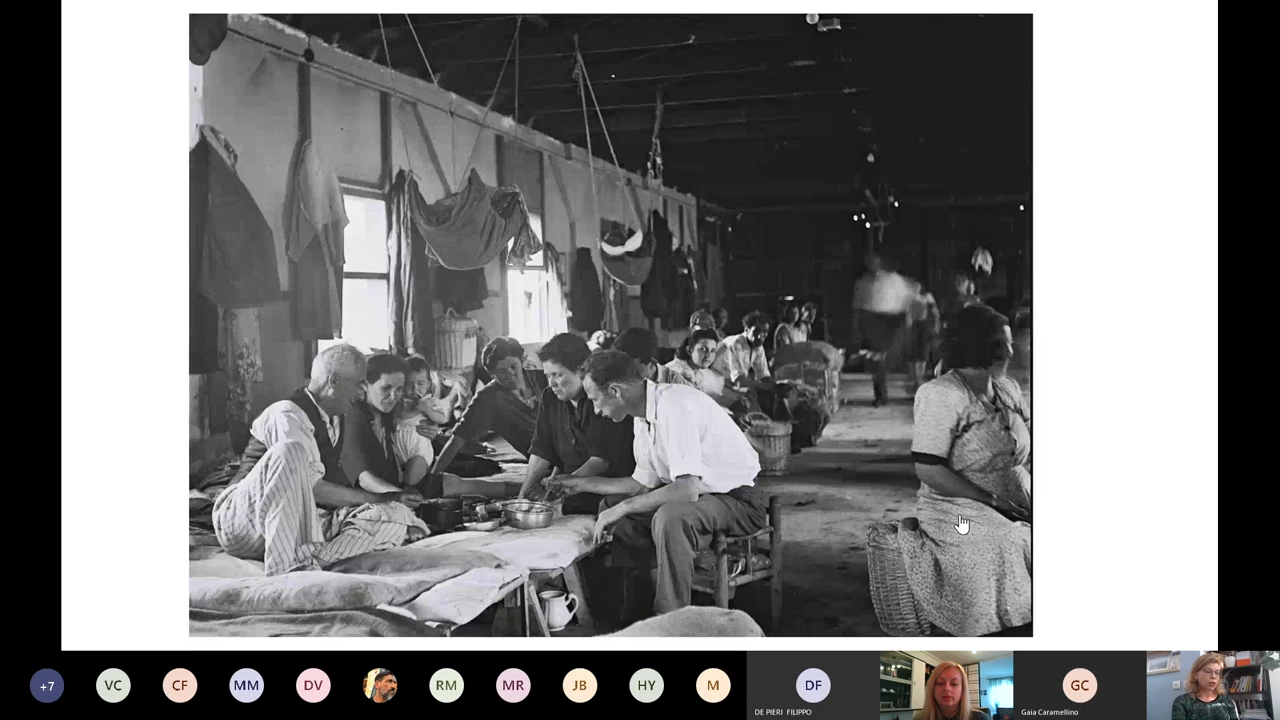 +7
VC
CF
MM
DV
RM
MR
JB
HY
M
DF
GC
DE PIERI FILIPPO
Gaia Caramellino